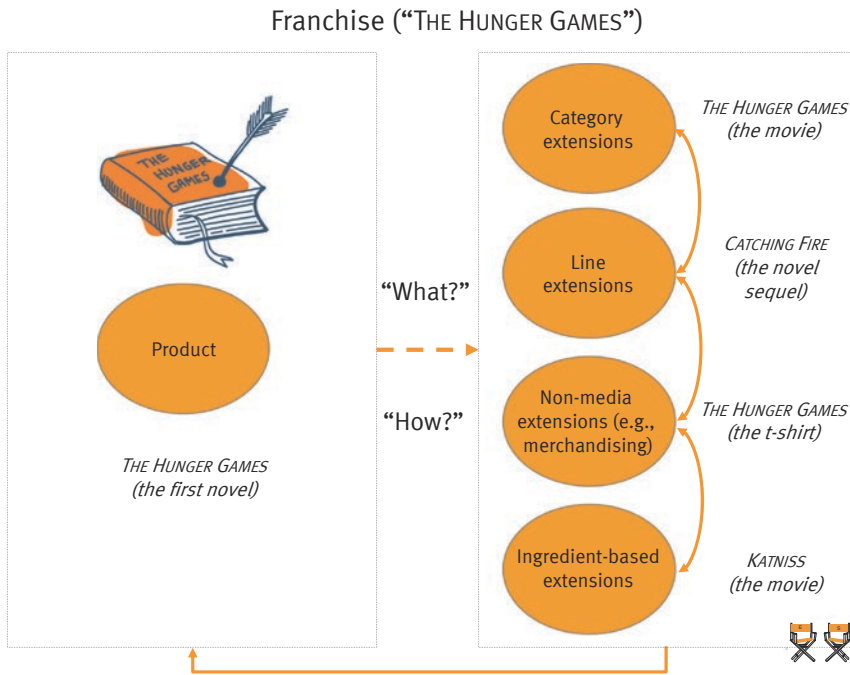 Franchise (“THE HUNGER GAMES”)
THE
HUNGER
GAMES
Product
THE HUNGER GAMES
(the first novel)
“What?”
“How?”
Category
extensions
THE HUNGER GAMES
(the movie)
Line
extensions
CATCHING FIRE
(the novel
sequel)
Non-media
extensions (e.g.,
merchandising)
THE HUNGER GAMES
(the t-shirt)
Ingredient-based
extensions
KATNISS
(the movie)